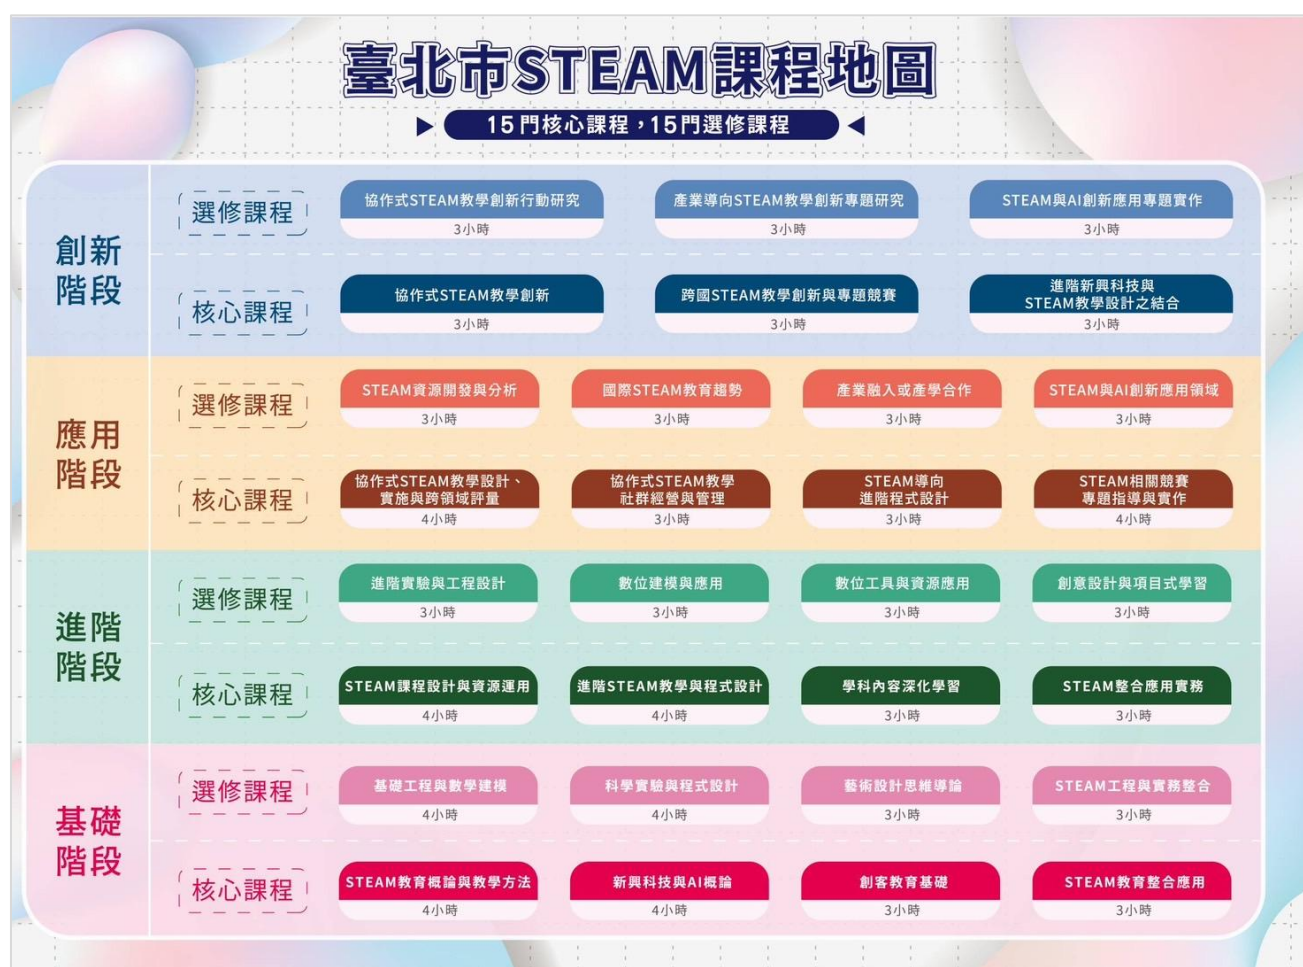 臺北市STEAM課程地圖
15門核心課程，15門選修課程
創新
階段
選修課程
協作式STEAM教學創新行動研究
3小時
產業導向STEAM教學創新專題研究
3小時
STEAM與AI創新應用專題實作
3小時
核心課程
協作式STEAM教學創新
3小時
跨國STEAM教學創新與專題競賽
3小時
進階新興科技與
STEAM教學設計之結合
3小時
應用
階段
選修課程
STEAM資源開發與分析
3小時
國際STEAM教育趨勢
3小時
產業融入或產學合作
3小時
STEAM與AI創新應用領域
3小時
核心課程
協作式STEAM教學設計、
實施與跨領域評量
4小時
協作式STEAM教學
社群經營與管理
3小時
STEAM導向
進階程式設計
3小時
STEAM相關競賽
專題指導與實作
4小時
進階
階段
選修課程
進階實驗與工程設計
3小時
數位建模與應用
3小時
數位工具與資源應用
3小時
創意設計與項目式學習
3小時
核心課程
STEAM課程設計與資源運用
4小時
進階STEAM教學與程式設計
4小時
學科內容深化學習
3小時
STEAM整合應用實務
3小時
基礎
階段
選修課程
基礎工程與數學建模
4小時
科學實驗與程式設計
4小時
藝術設計思維導論
3小時
STEAM工程與實務整合
3小時
核心課程
STEAM教育概論與教學方法
4小時
新興科技與AI概論
4小時
創客教育基礎
3小時
STEAM教育整合應用
3小時